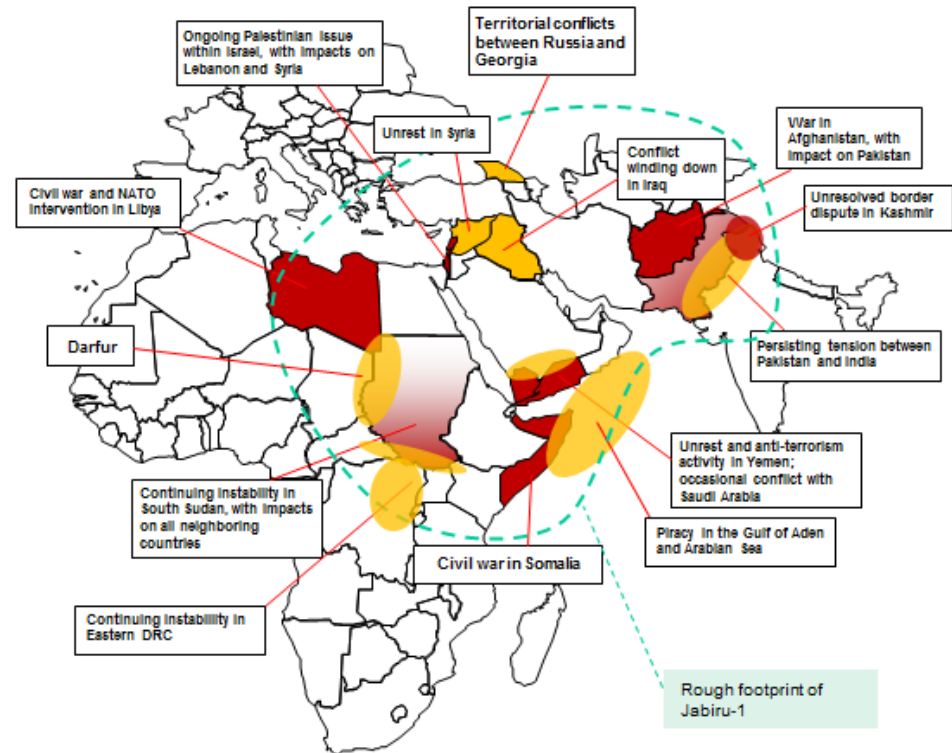 Ongoing Palestinian Issue
within Israel, with Impacts on
Lebanon and Syria
Territorial conflicts
between Russia and
Georgia
Unrest in Syria
Conflict
winding down
in Iraq
War in
Afghanistan, with
Impact on Pakistan
Civil war and NATO
Intervention in Libya
Unresolved border
dispute in Kashmir
Darfur
Persisting tension between
Pakistan and India
Unrest and anti-terrorism
activity in Yemen;
occasional conflict with
Saudi Arabia
Continuing instability in
South Sudan, with impacts
on all neighboring
countries
Piracy in the Gulf of Aden
and Arabian Sea
Civil war in Somalia
Continuing instability in
Eastern DRC
Rough footprint of
Jabiru-1